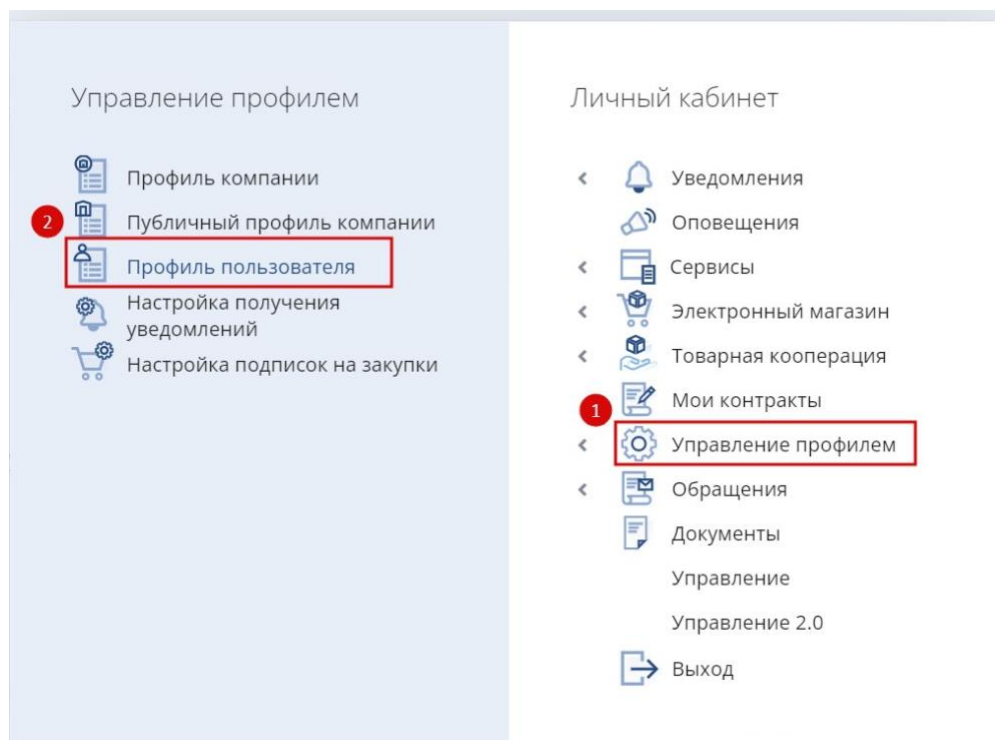 Управление профилем
Профиль компании
2
Публичный профиль компании
Профиль пользователя
Настройка получения
уведомлений
Настройка подписок на закупки
Личный кабинет
Уведомления
Оповещения
Сервисы
Электронный магазин
Товарная кооперация
Мои контракты
1
Управление профилем
Обращения
Документы
Управление
Управление 2.0
Выход